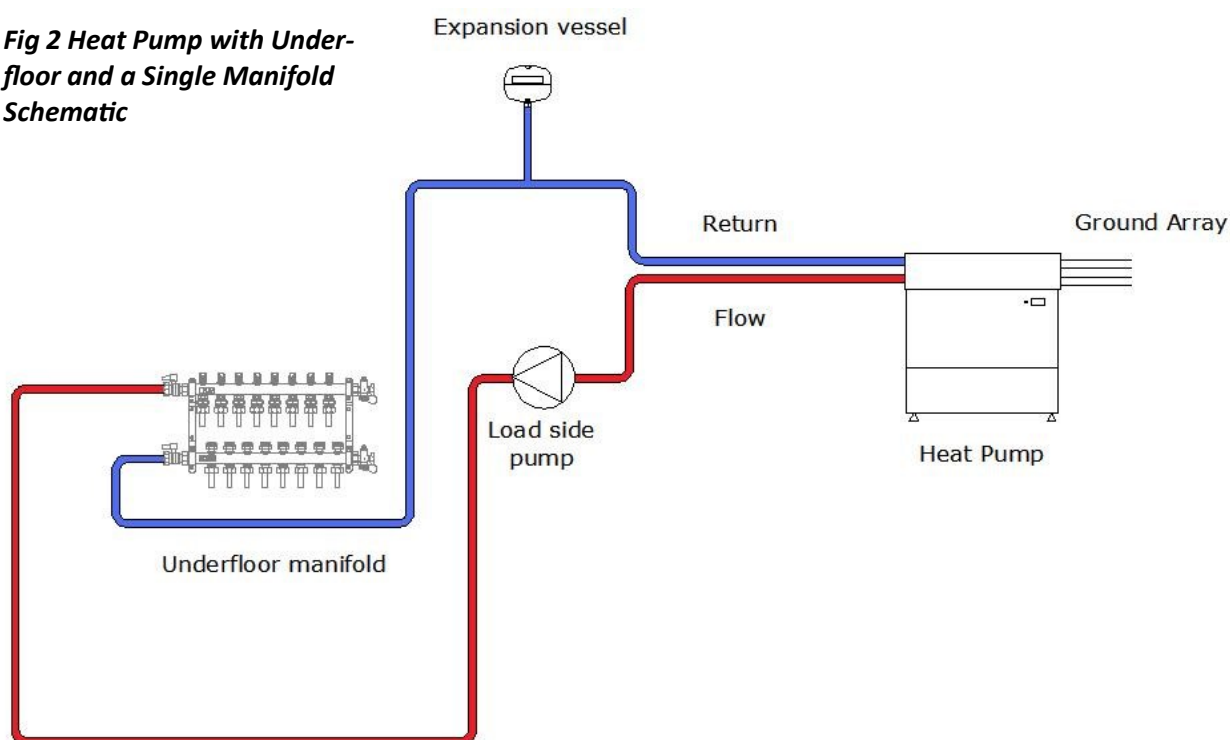 Fig 2 Heat Pump with Under-
floor and a Single Manifold
Schematic
Expansion vessel
Return
Ground Array
Flow
Load side
pump
Heat Pump
Underfloor manifold